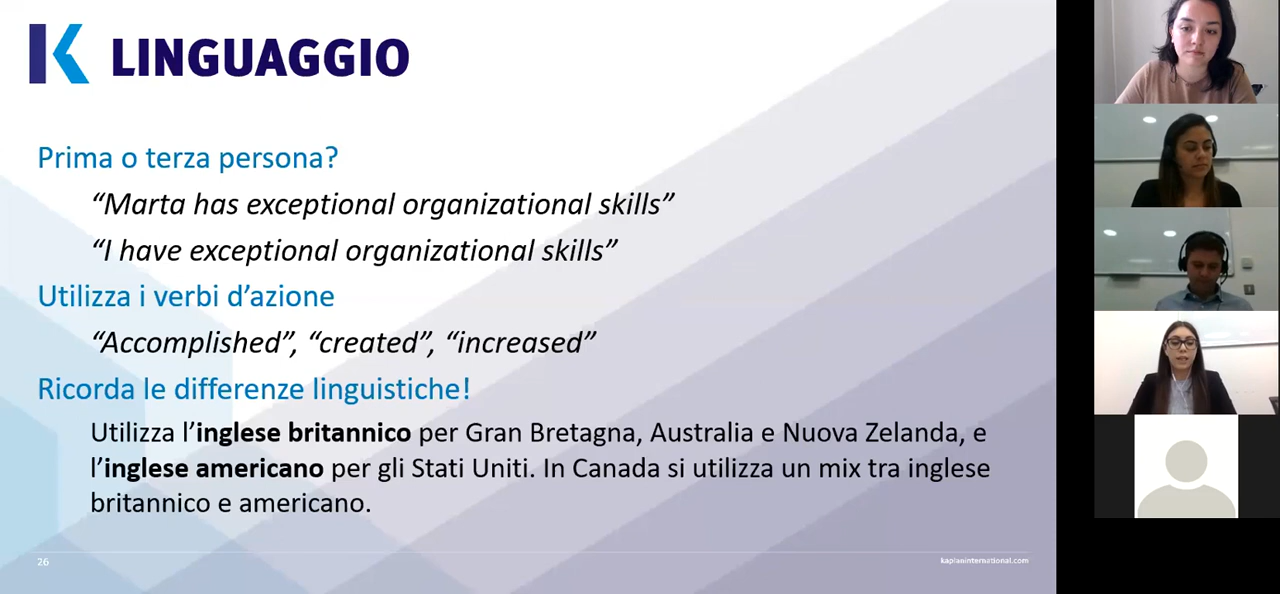 K LINGUAGGIO
Prima o terza persona?
“Marta has exceptional organizational skills”
“I have exceptional organizational skills”
Utilizza i verbi d’azione
“Accomplished”, “created”, “increased”
Ricorda le differenze linguistiche!
Utilizza l’inglese britannico per Gran Bretagna, Australia e Nuova Zelanda, e
l’inglese americano per gli Stati Uniti. In Canada si utilizza un mix tra inglese
britannico e americano.
26
kaplaninternational.com